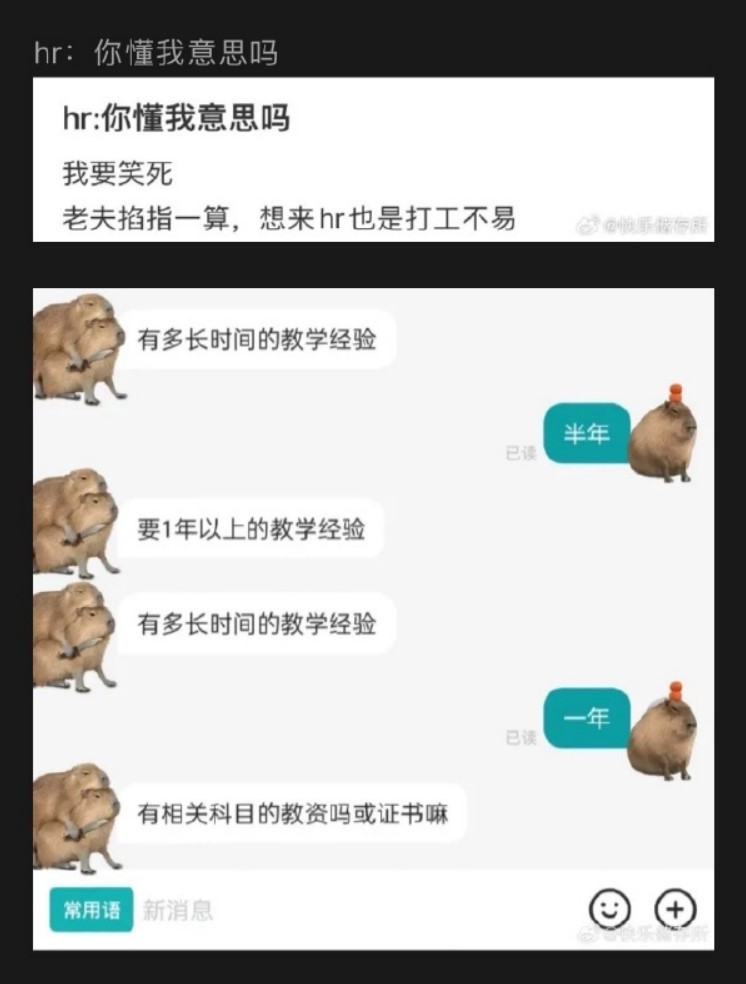 hr：你懂我意思吗
hr:你懂我意思吗
我要笑死
老夫掐指一算，想来hr也是打工不易
@快乐储存所
有多长时间的教学经验
半年
已读
要1年以上的教学经验
有多长时间的教学经验
一年
已读
有相关科目的教资吗或证书嘛
常用语 新消息
@快乐储存所